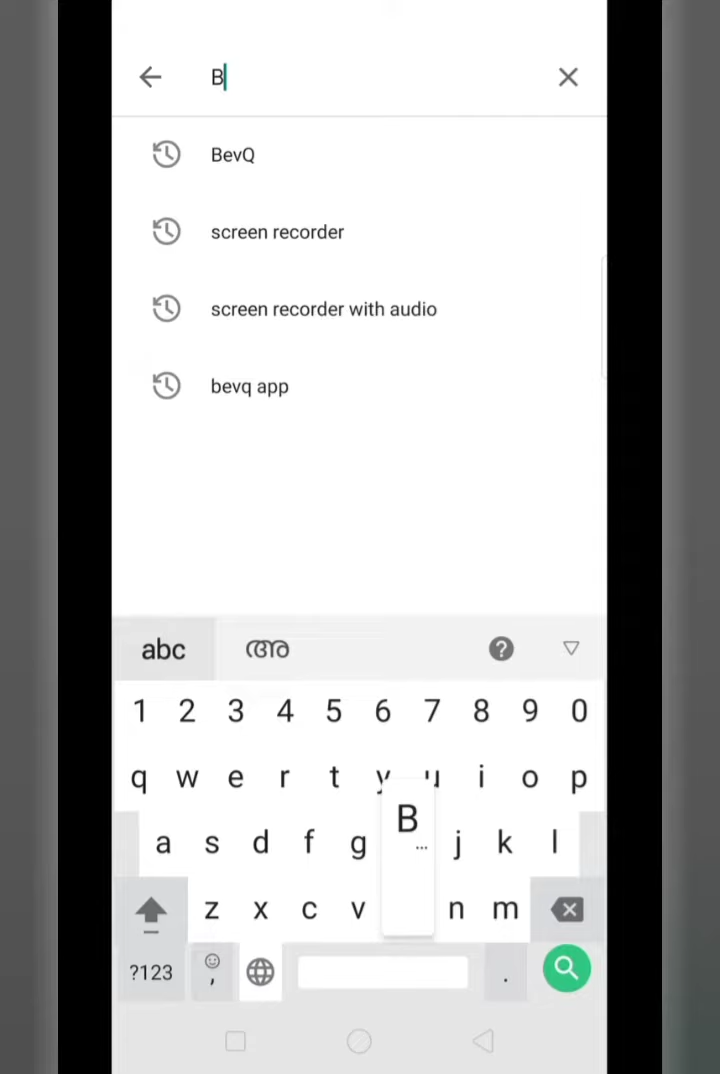 B
BevQ
screen recorder
screen recorder with audio
bevq app
abc അ
1 2 3 4 5 6 7 8 9 0
q w e r t y u i o p
B
a s d f g j k l
z x c v n m
?123 , .